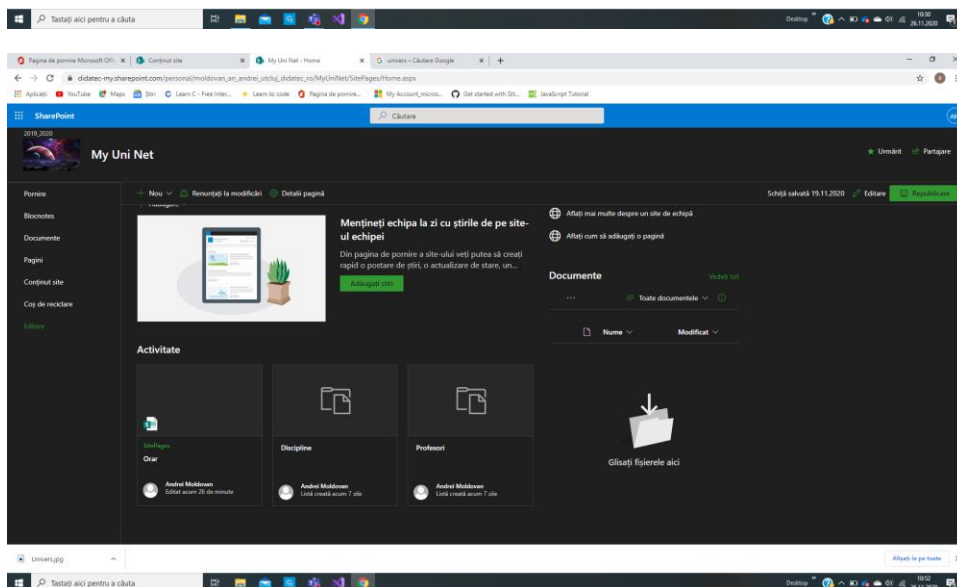 Tastați aici pentru a căuta
Desktop
10:30
26.11.2020
Pagina de pornire Microsoft Offi
Conținut site
My Uni Net - Home
univers - Căutare Google
didatec-my.sharepoint.com/personal/moldovan_an_andrei_utcluj_didatec_ro/MyUniNet/SitePages/Home.aspx
Aplicații
YouTube
Maps
Știri
Learn C - Free Inter...
Learn to code
Pagina de pornire...
My Account_micros...
Get started with Git...
JavaScript Tutorial
SharePoint
Căutare
2019_2020
My Uni Net
Urmărit
Partajare
Pornire
Blocnotes
Documente
Pagini
Conținut site
Coș de reciclare
Editare
Nou
Renunțați la modificări
Detalii pagină
Schiță salvată 19.11.2020
Editare
Republicare
Mențineți echipa la zi cu știrile de pe site-
ul echipei
Din pagina de pornire a site-ului veți putea să creați
rapid o postare de știri, o actualizare de stare, un...
Adăugați știri
Aflați mai multe despre un site de echipă
Aflați cum să adăugați o pagină
Documente
Vedeți tot
Toate documentele
Nume
Modificat
Glisați fișierele aici
Activitate
SitePages
Orar
Andrei Moldovan
Editat acum 26 de minute
Discipline
Andrei Moldovan
Listă creată acum 7 zile
Profesori
Andrei Moldovan
Listă creată acum 7 zile
Univers.jpg
Afișați-le pe toate
Tastați aici pentru a căuta
Desktop
10:52